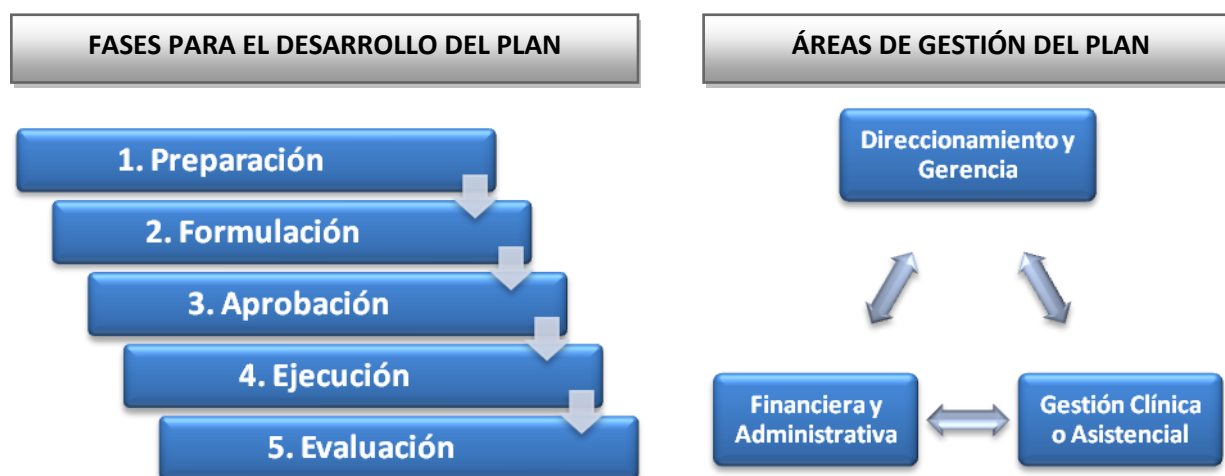 FASES PARA EL DESARROLLO DEL PLAN
1. Preparación
2. Formulación
3. Aprobación
4. Ejecución
5. Evaluación
ÁREAS DE GESTIÓN DEL PLAN
Direccionamiento y
Gerencia
Financiera y
Administrativa
Gestión Clínica
o Asistencial